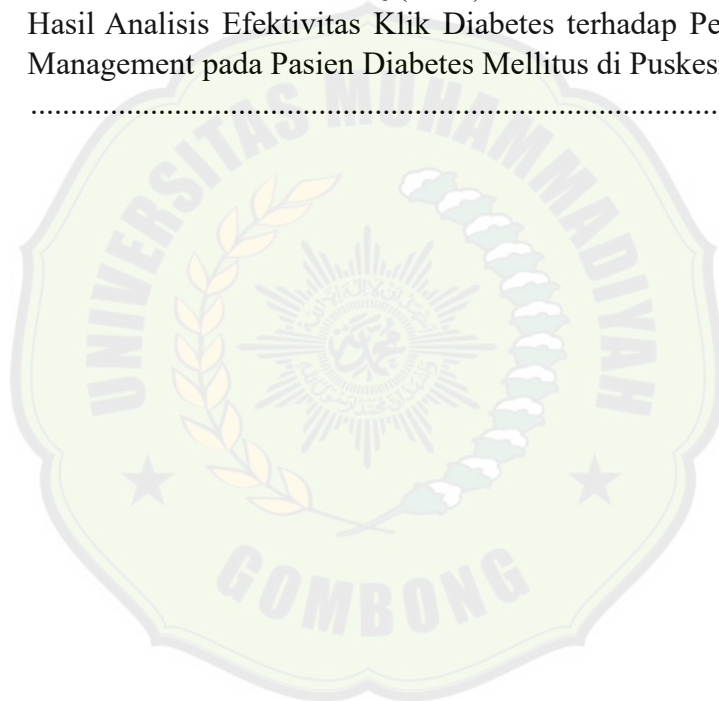 Hasil Analisis Efektivitas Klik Diabetes terhadap Pe
Management pada Pasien Diabetes Mellitus di Puskes
......................................................................................
UNIVERSITAS MUHAMMADIYAH
GOMBONG